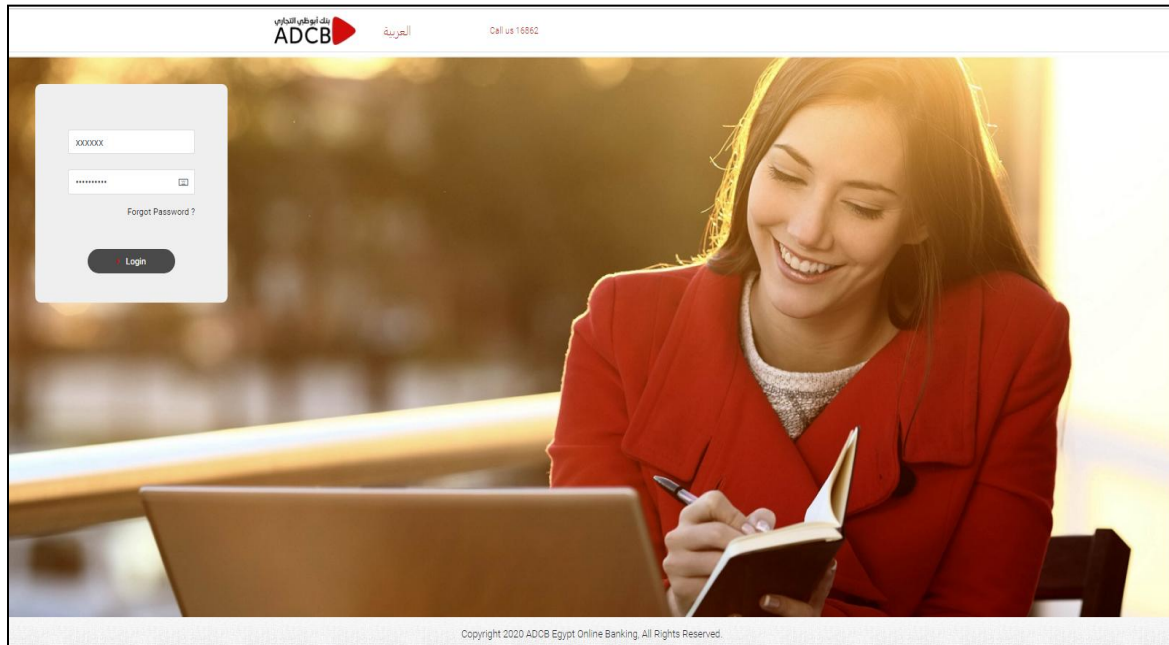 بنك أبوظبي التجاري
ADCB
العربية
Call us 16862
xxxxxx
••••••••••
Forgot Password ?
Login
Copyright 2020 ADCB Egypt Online Banking, All Rights Reserved.